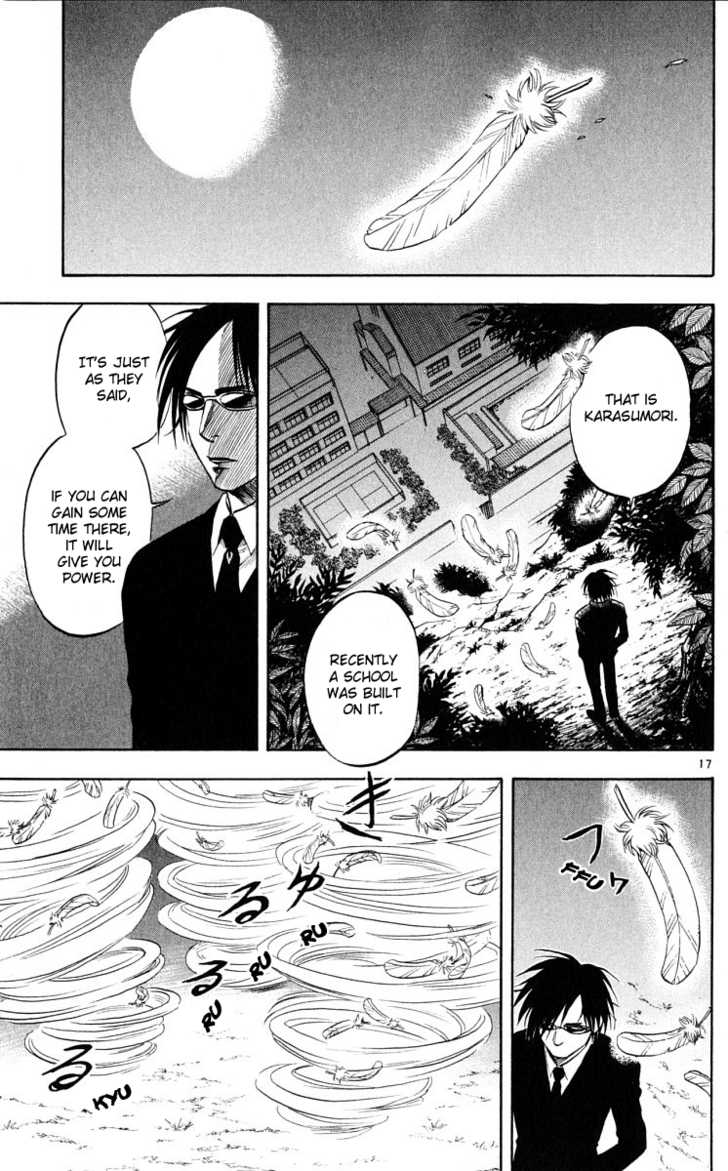 THAT IS
KARASUMORI.
RECENTLY
A SCHOOL
WAS BUILT
ON IT.
IT'S JUST
AS THEY
SAID,
IF YOU CAN
GAIN SOME
TIME THERE,
IT WILL
GIVE YOU
POWER.
17
フッ
FFU
きゅるるる
KYU
RU
RU
RU